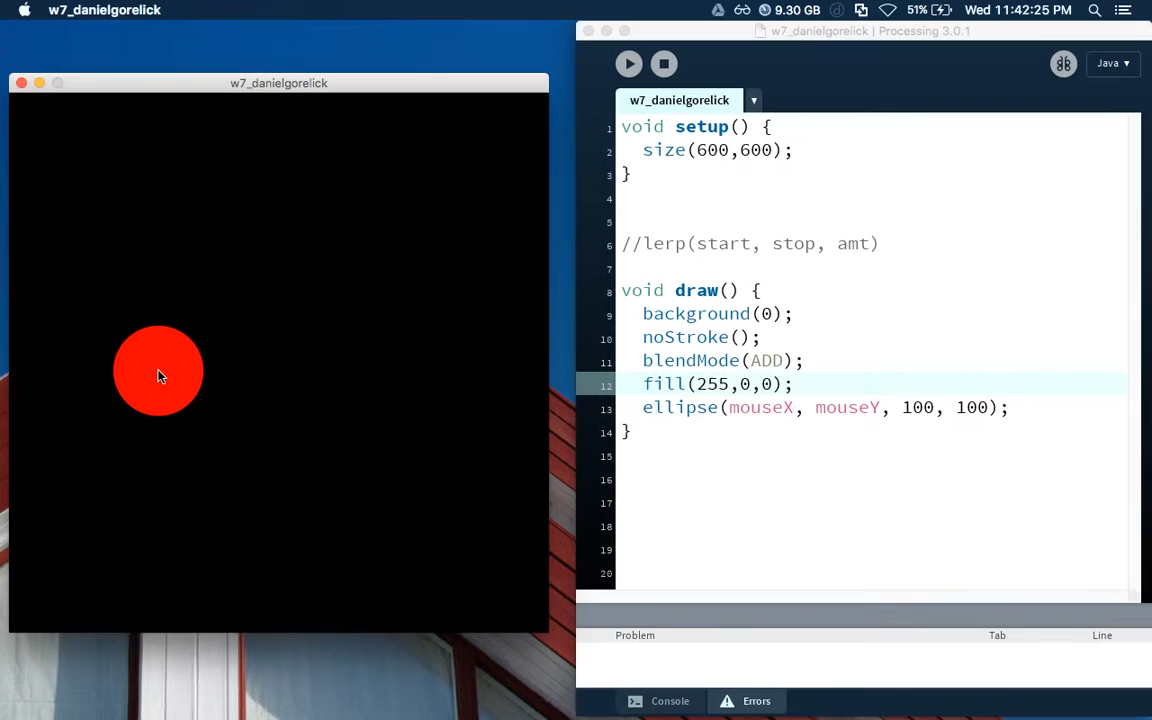 w7_danielgorelick
9.30 GB
51%
Wed 11:42:25 PM
w7_danielgorelick
w7_danielgorelick | Processing 3.0.1
Java ▾
w7_danielgorelick ▾
1 void setup() {
2 size(600,600);
3 }
4
5
6 //lerp(start, stop, amt)
7
8 void draw() {
9 background(0);
10 noStroke();
11 blendMode(ADD);
12 fill(255,0,0);
13 ellipse(mouseX, mouseY, 100, 100);
14 }
15
16
17
18
19
20
Problem Tab Line
Console Errors